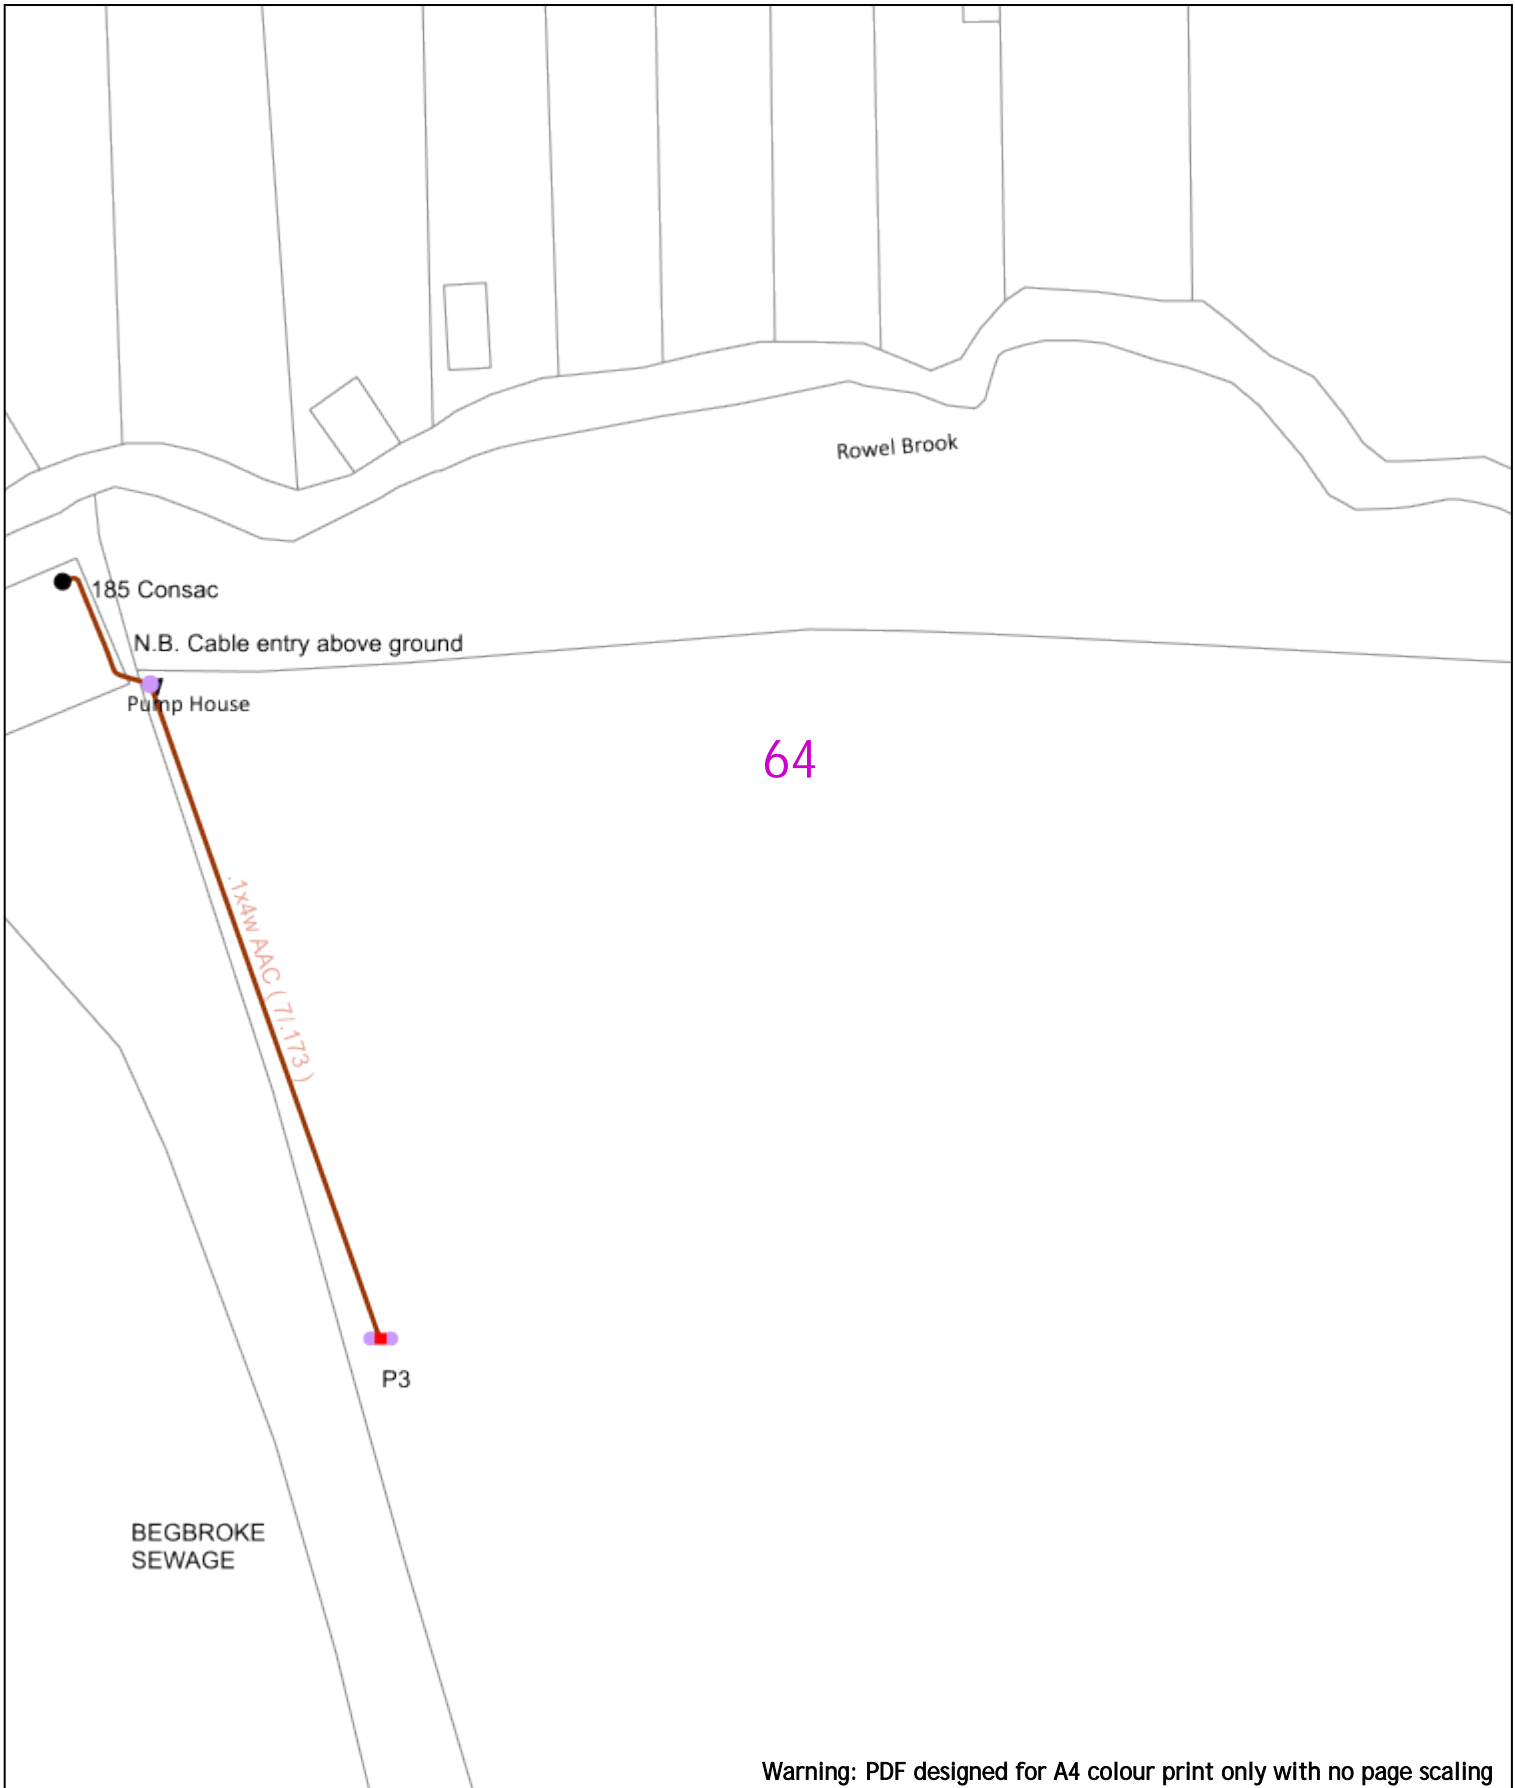 Rowel Brook
185 Consac
N.B. Cable entry above ground
Pump House
64
.1x4w AAC ( 7/.173 )
P3
BEGBROKE
SEWAGE
Warning: PDF designed for A4 colour print only with no page scaling